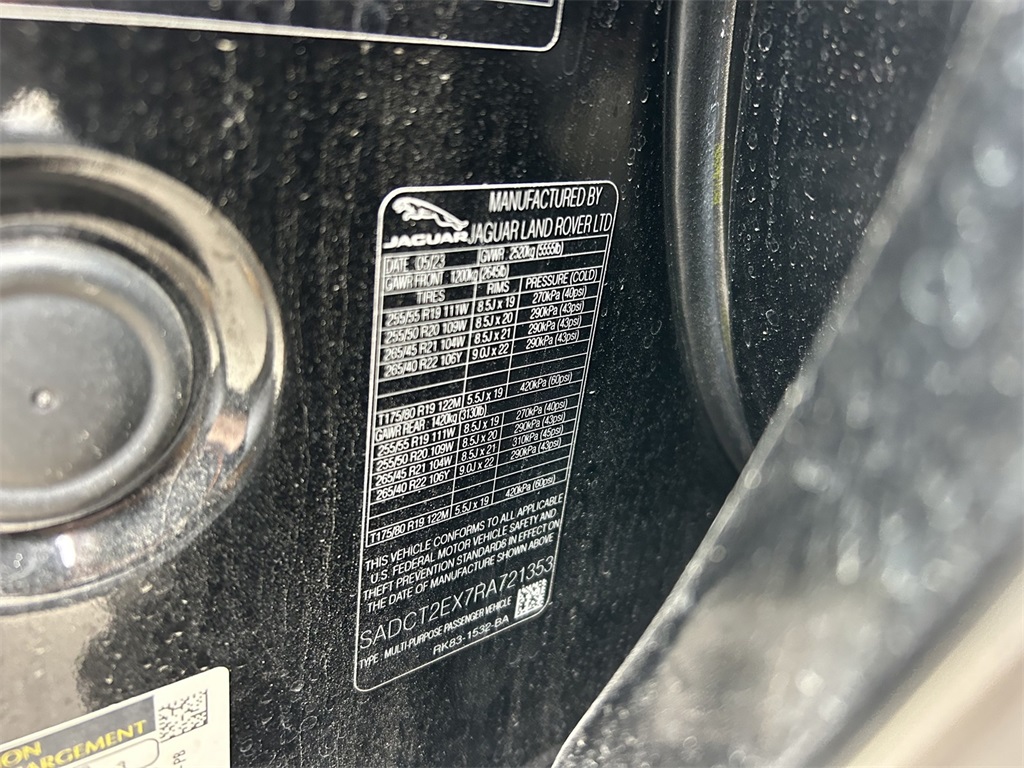 MANUFACTURED BY
JAGUAR JAGUAR LAND ROVER LTD
DATE: 05/23 GVWR: 2520kg (5555lb)
GAWR FRONT 1200kg (2645lb)
TIRES RIMS PRESSURE (COLD)
255/55 R19 111W 8.5J x 19 270kPa (40psi)
255/50 R20 109W 8.5J x 20 290kPa (43psi)
265/45 R21 104W 8.5J x 21 290kPa (43psi)
265/40 R22 106Y 9.0J x 22 290kPa (43psi)
T175/80 R19 122M 5.5J x 19 420kPa (60psi)
GAWR REAR: 1420kg (3130lb)
255/55 R19 111W 8.5J x 19 270kPa (40psi)
255/50 R20 109W 8.5J x 20 290kPa (43psi)
265/45 R21 104W 8.5J x 21 310kPa (45psi)
265/40 R22 106Y 9.0J x 22 290kPa (43psi)
T175/80 R19 122M 5.5J x 19 420kPa (60psi)
THIS VEHICLE CONFORMS TO ALL APPLICABLE
U.S. FEDERAL MOTOR VEHICLE SAFETY AND
THEFT PREVENTION STANDARDS IN EFFECT ON
THE DATE OF MANUFACTURE SHOWN ABOVE
SADCT2EX7RA721353
TYPE: MULTI-PURPOSE PASSENGER VEHICLE
RK83-1532-BA